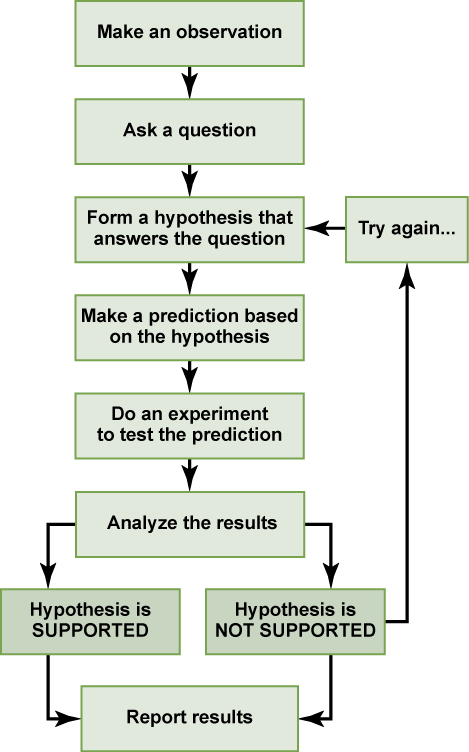 Make an observation
Ask a question
Form a hypothesis that
answers the question
Try again...
Make a prediction based
on the hypothesis
Do an experiment
to test the prediction
Analyze the results
Hypothesis is
SUPPORTED
Hypothesis is
NOT SUPPORTED
Report results